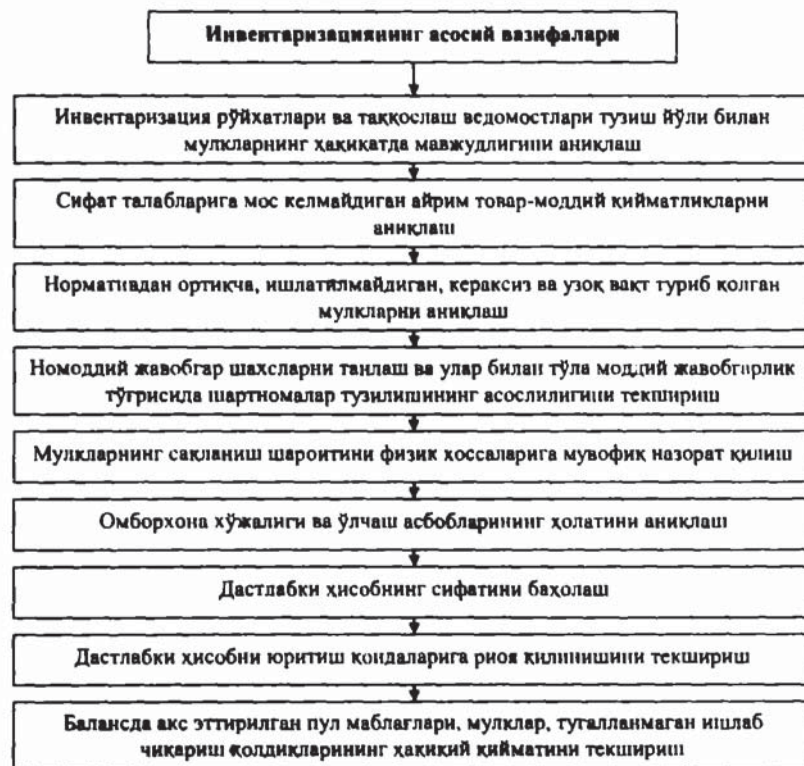 Инвентаризациянинг асосий вазифалари
Инвентаризация рўйхатлари ва таққослаш ведомостлари тузиш йўли билан
мулкларнинг ҳақиқатда мавжудлигини аниқлаш
Сифат талабларига мос келмайдиган айрим товар-моддий қийматликларни
аниқлаш
Нормативдан ортиқча, ишлатилмайдиган, кераксиз ва узоқ вақт туриб қолган
мулкларни аниқлаш
Номоддий жавобгар шахсларни танлаш ва улар билан тўла моддий жавобгарлик
тўғрисида шартномалар тузилишининг асослилигини текшириш
Мулкларнинг сақланиш шароитини физик хоссаларига мувофиқ назорат қилиш
Омборхона хўжалиги ва ўлчаш асбобларининг ҳолатини аниқлаш
Дастлабки ҳисобнинг сифатини баҳолаш
Дастлабки ҳисобни юритиш қоидаларига риоя қилинишини текшириш
Балансда акс эттирилган пул маблағлари, мулклар, тугалланмаган ишлаб
чиқариш қолдиқларининг ҳақиқий қийматини текшириш